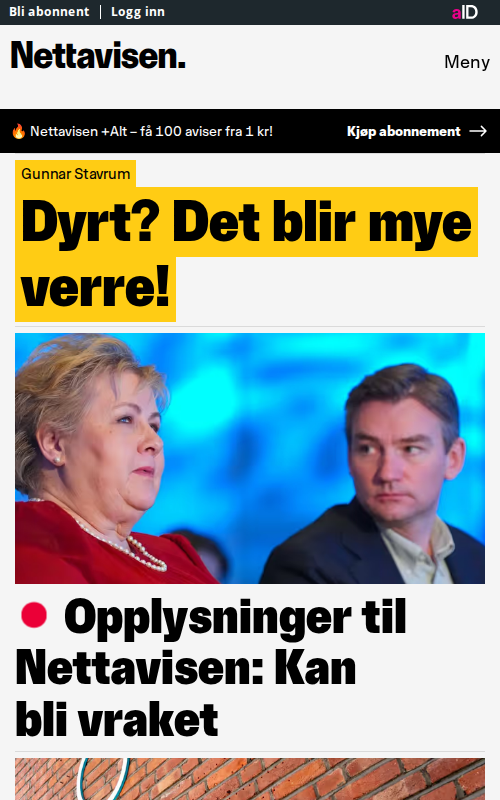 Bli abonnent | Logg inn
aID
Nettavisen.
Meny
🔥 Nettavisen +Alt – få 100 aviser fra 1 kr!
Kjøp abonnement →
Gunnar Stavrum
Dyrt? Det blir mye
verre!
Opplysninger til
Nettavisen: Kan
bli vraket